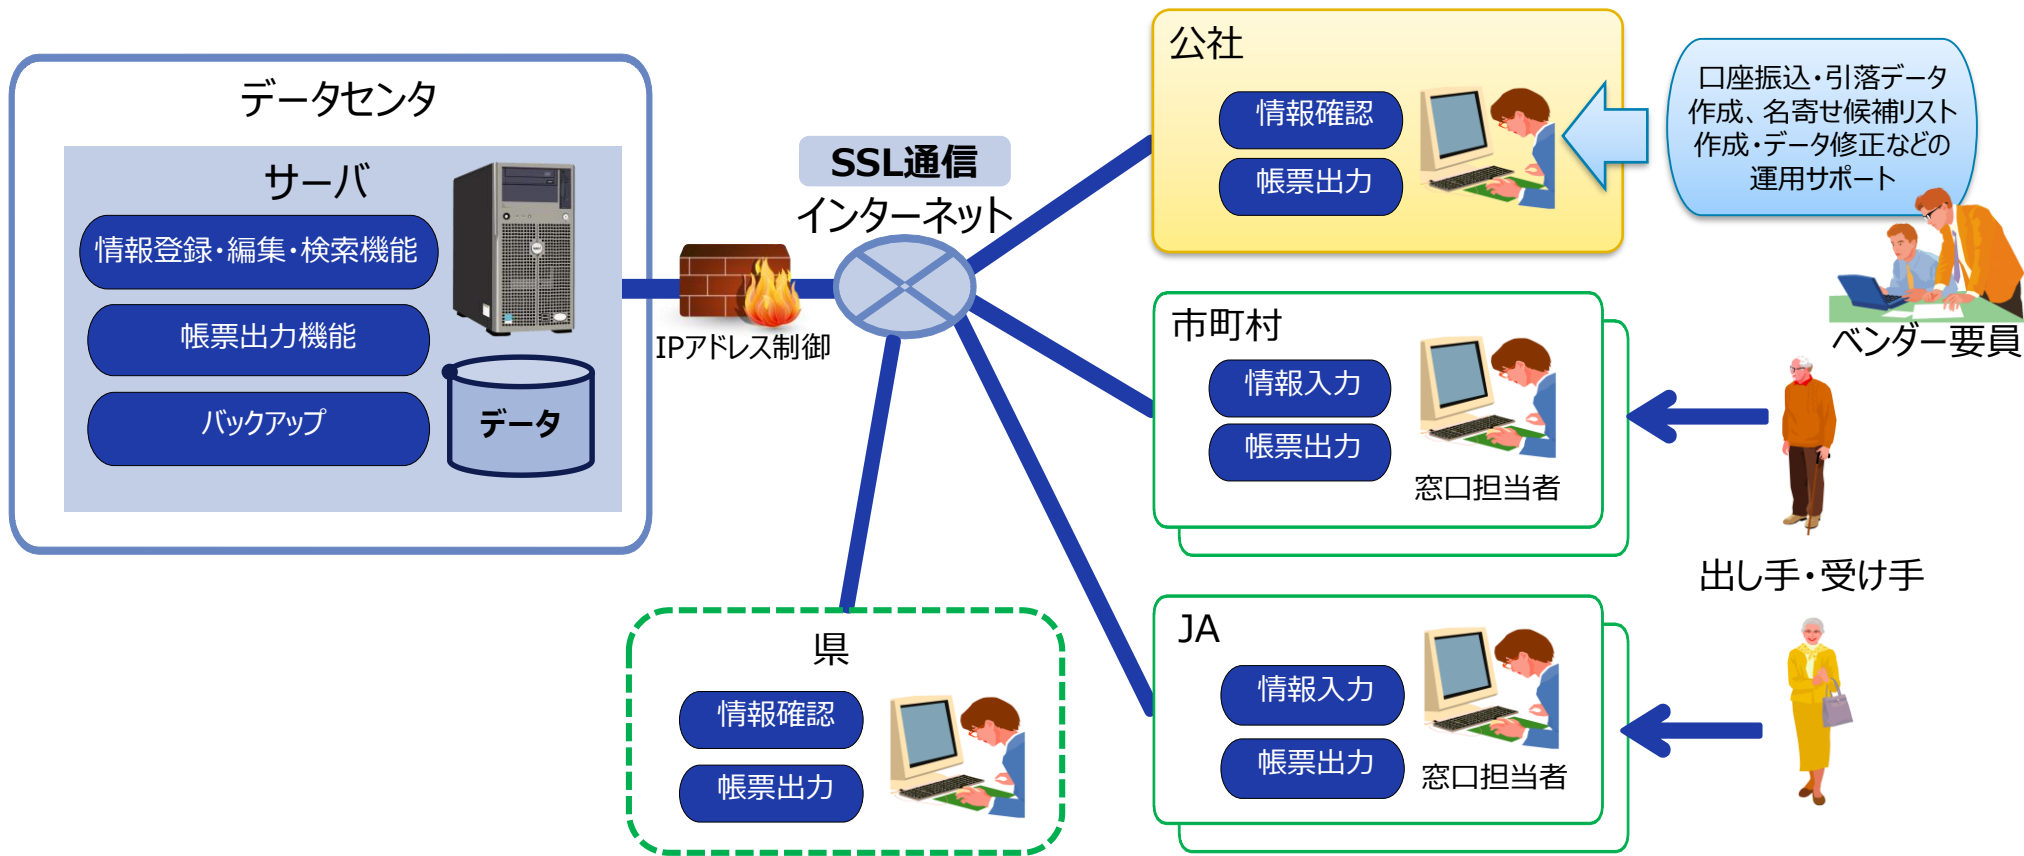 データセンタ
サーバ
情報登録・編集・検索機能
帳票出力機能
バックアップ
データ
IPアドレス制御
SSL通信
インターネット
公社
情報確認
帳票出力
口座振込・引落データ
作成、名寄せ候補リスト
作成・データ修正などの
運用サポート
ベンダー要員
市町村
情報入力
帳票出力
窓口担当者
出し手・受け手
JA
情報入力
帳票出力
窓口担当者
県
情報確認
帳票出力